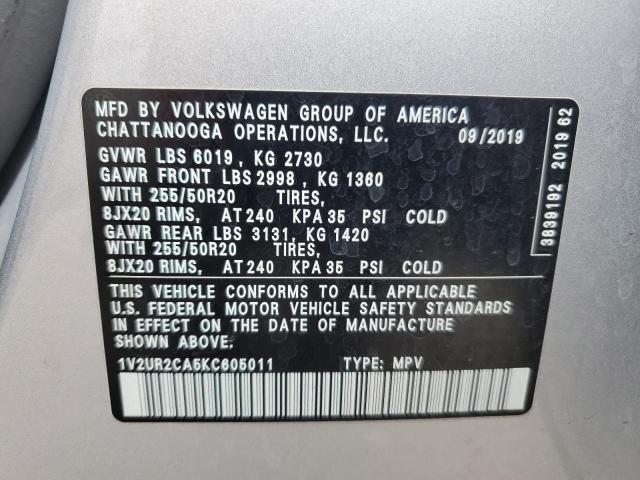 MFD BY VOLKSWAGEN GROUP OF AMERICA
CHATTANOOGA OPERATIONS, LLC. 09/2019
GVWR LBS 6019, KG 2730
GAWR FRONT LBS 2998, KG 1360
WITH 255/50R20 TIRES,
8JX20 RIMS, AT 240 KPA 35 PSI COLD
GAWR REAR LBS 3131, KG 1420
WITH 255/50R20 TIRES,
8JX20 RIMS, AT 240 KPA 35 PSI COLD
THIS VEHICLE CONFORMS TO ALL APPLICABLE
U.S. FEDERAL MOTOR VEHICLE SAFETY STANDARDS
IN EFFECT ON THE DATE OF MANUFACTURE
SHOWN ABOVE.
1V2UR2CA5KC605011 TYPE: MPV
3839192 2019 62